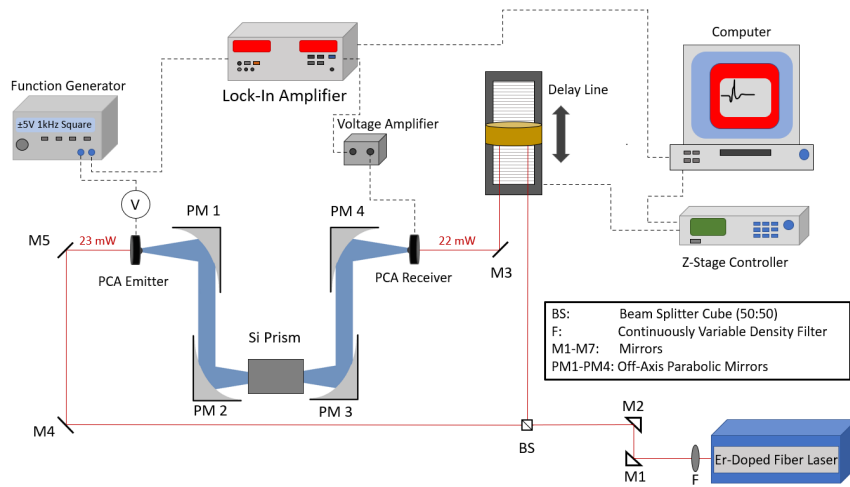 Computer
Function Generator
Lock-In Amplifier
Delay Line
±5V 1kHz Square
Voltage Amplifier
V
PM 1
PM 4
M5
23 mW
22 mW
M3
PCA Emitter
PCA Receiver
Z-Stage Controller
BS: Beam Splitter Cube (50:50)
F: Continuously Variable Density Filter
M1-M7: Mirrors
PM1-PM4: Off-Axis Parabolic Mirrors
Si Prism
PM 2
PM 3
M4
M2
BS
M1
F
Er-Doped Fiber Laser